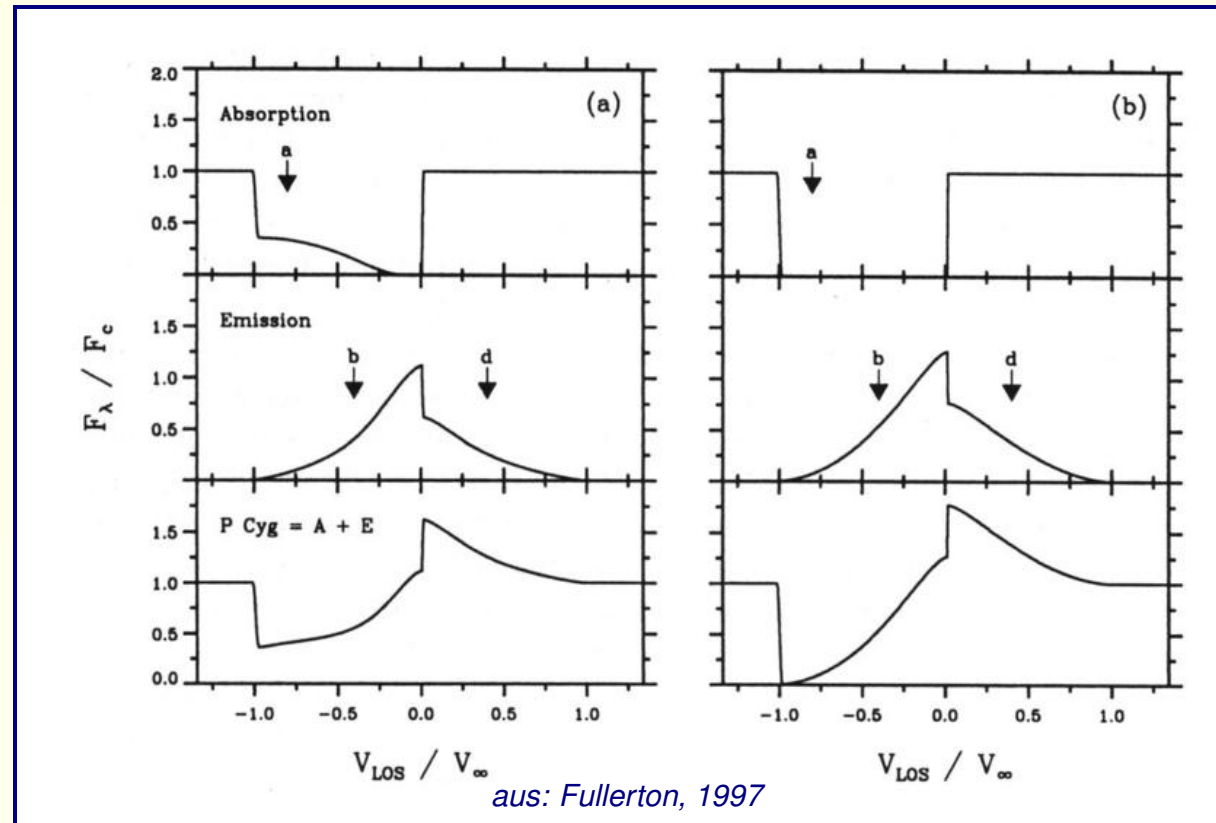 (a)
(b)
2.0
Absorption
1.5
a
a
1.0
0.5
Emission
1.5
b
d
b
d
1.0
0.5
F_λ / F_c
P Cyg = A + E
1.5
1.0
0.5
0.0
-1.0 -0.5 0.0 0.5 1.0
-1.0 -0.5 0.0 0.5 1.0
V_LOS / V_∞
V_LOS / V_∞
aus: Fullerton, 1997